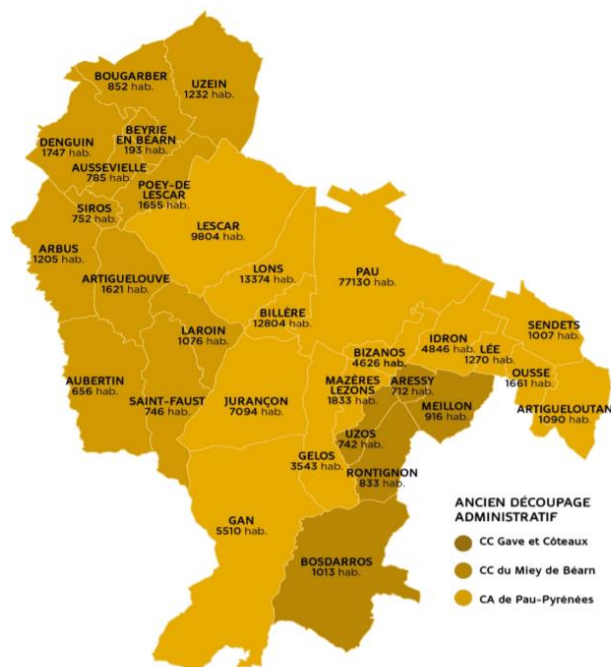 BOUGARBER
852 hab.
UZEIN
1232 hab.
BEYRIE
EN BÉARN
193 hab.
DENGUIN
1747 hab.
AUSSEVIELLE
785 hab.
POEY-DE
LESCAR
1655 hab.
SIROS
752 hab.
LESCAR
9804 hab.
ARBUS
1205 hab.
ARTIGUELOUVE
1621 hab.
LONS
13374 hab.
PAU
77130 hab.
BILLÈRE
12804 hab.
LAROIN
1076 hab.
IDRON
4846 hab.
SENDETS
1007 hab.
LÉE
1270 hab.
BIZANOS
4626 hab.
OUSSE
1661 hab.
AUBERTIN
656 hab.
SAINT-FAUST
746 hab.
JURANÇON
7094 hab.
MAZÈRES
LEZONS
1833 hab.
ARESSY
712 hab.
MEILLON
916 hab.
ARTIGUELOUTAN
1090 hab.
UZOS
742 hab.
GELOS
3543 hab.
RONTIGNON
833 hab.
GAN
5510 hab.
BOSDARROS
1013 hab.
ANCIEN DÉCOUPAGE
ADMINISTRATIF
CC Gave et Côteaux
CC du Miey de Béarn
CA de Pau-Pyrénées